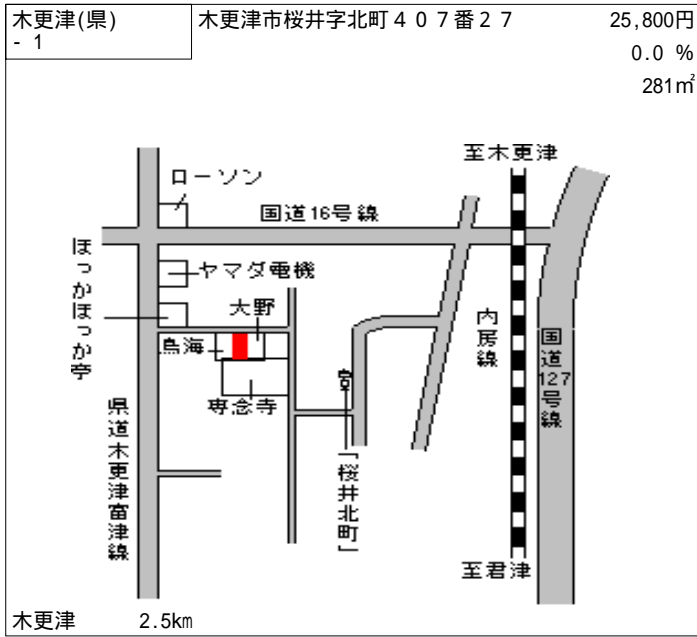 木更津(県)
- 1
木更津市桜井字北町４０７番27
25,800円
0.0 %
281㎡
至木更津
ローソン
国道16号線
ほっかほっか亭
ヤマダ電機
大野
鳥海
専念寺
内房線
国道127号線
県道木更津富津線
「桜井北町」
至君津
木更津 2.5km